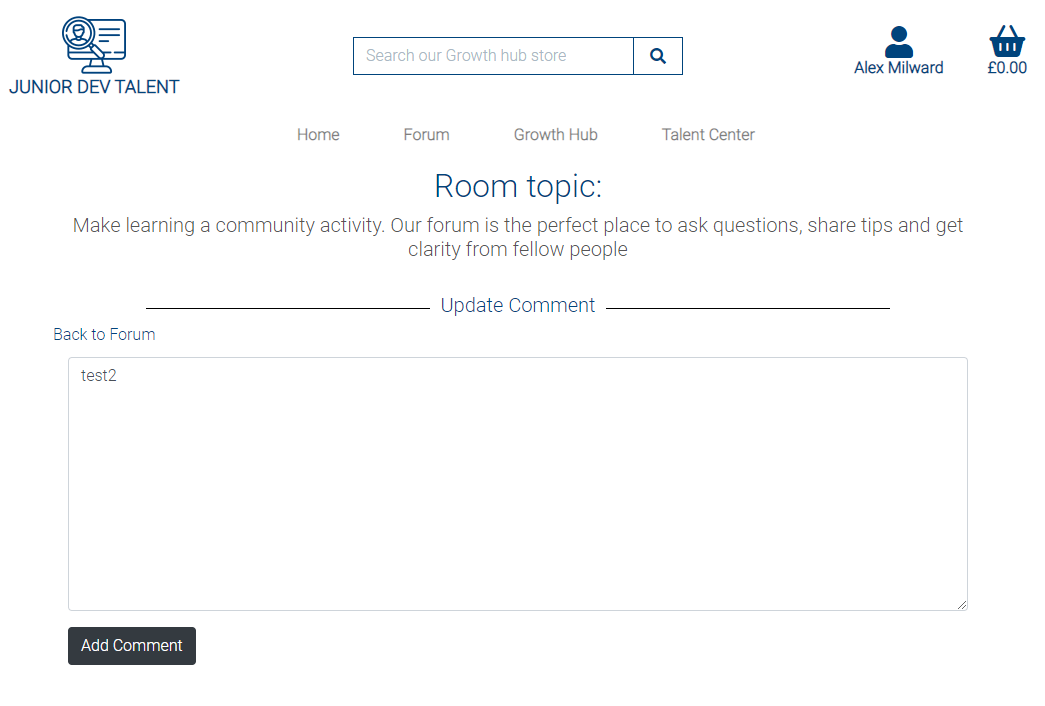 JUNIOR DEV TALENT
Search our Growth hub store
Alex Milward
£0.00
Home
Forum
Growth Hub
Talent Center
Room topic:
Make learning a community activity. Our forum is the perfect place to ask questions, share tips and get
clarity from fellow people
Update Comment
Back to Forum
test2
Add Comment